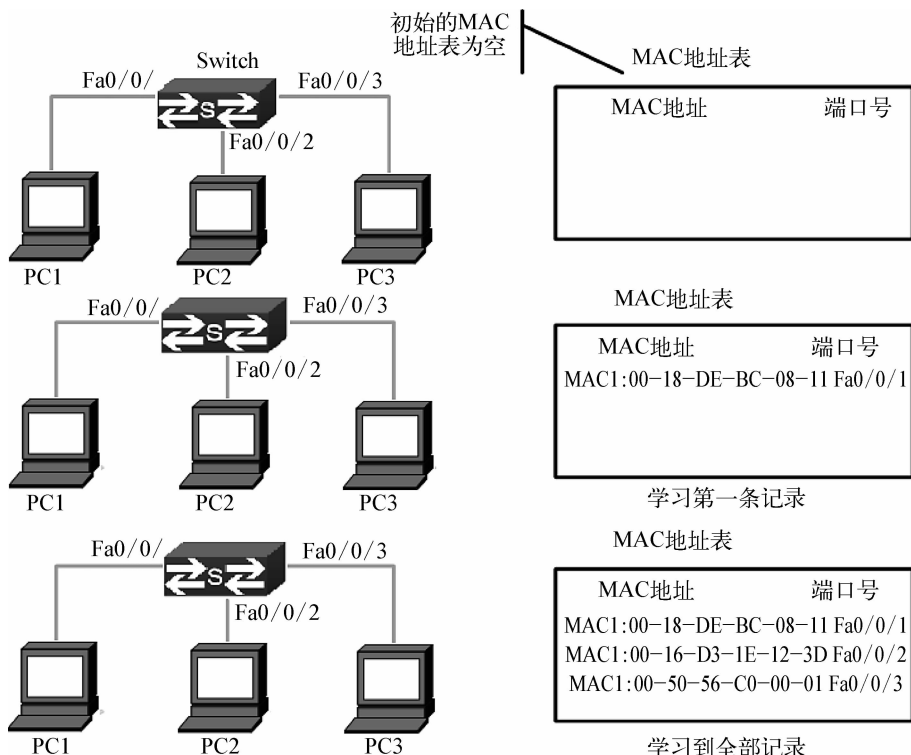 初始的MAC
地址表为空
MAC地址表
Switch
Fa0/0/
Fa0/0/3
Fa0/0/2
MAC地址 端口号
PC1 PC2 PC3
MAC地址表
Fa0/0/
Fa0/0/3
Fa0/0/2
MAC地址 端口号
MAC1:00-18-DE-BC-08-11 Fa0/0/1
PC1 PC2 PC3
学习第一条记录
MAC地址表
Fa0/0/
Fa0/0/3
Fa0/0/2
MAC地址 端口号
MAC1:00-18-DE-BC-08-11 Fa0/0/1
MAC1:00-16-D3-1E-12-3D Fa0/0/2
MAC1:00-50-56-C0-00-01 Fa0/0/3
PC1 PC2 PC3
学习到全部记录